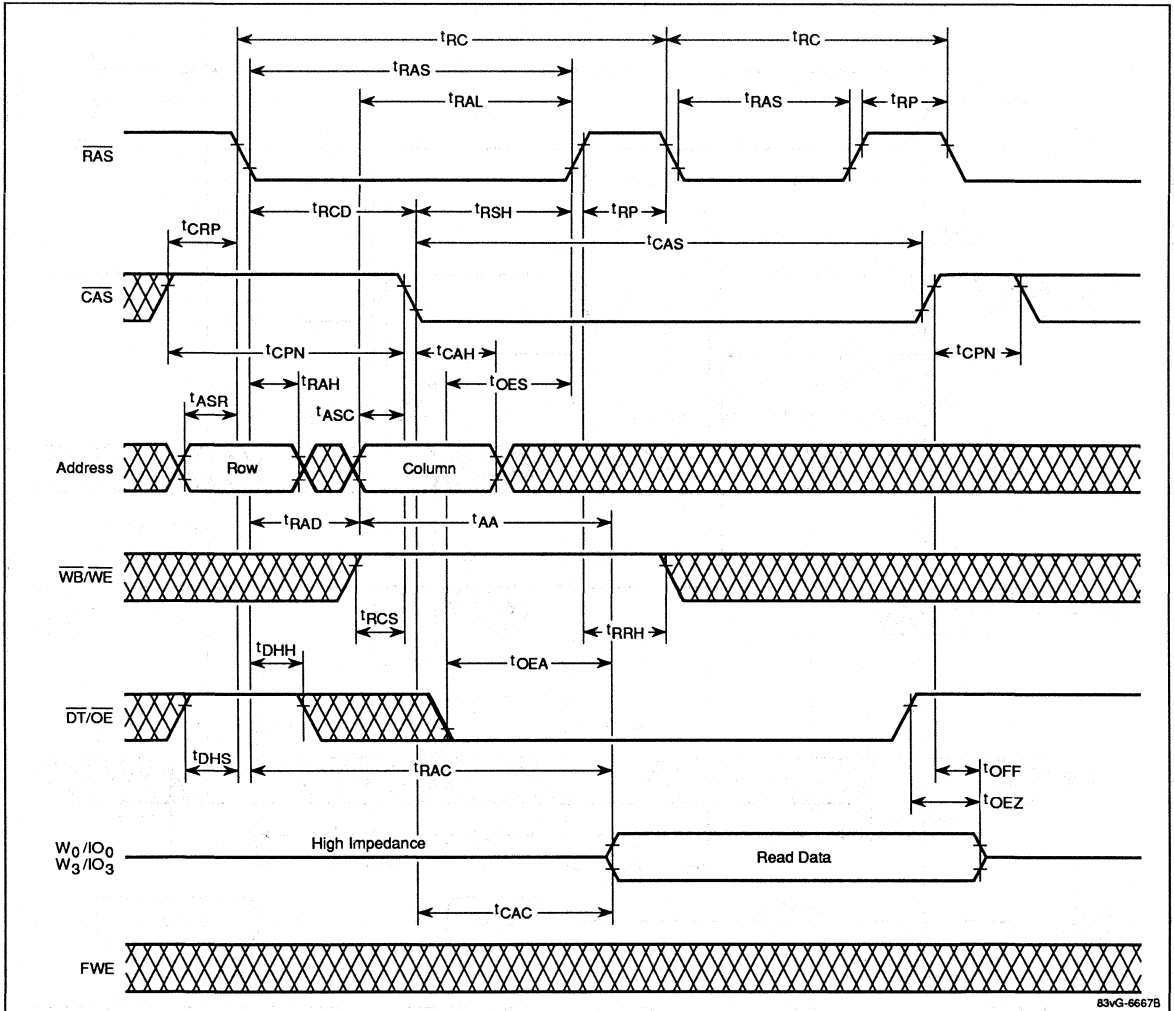 tRC tRC
tRAS
tRAL tRAS tRP
RAS
tRCD tRSH tRP
tCRP tCAS
CAS
tCPN tCAH tCPN
tRAH tOES
tASR tASC
Address Row Column
tRAD tAA
WB/WE
tRCS tRRH
tDHH tOEA
DT/OE
tDHS tRAC tOFF
tOEZ
W0/IO0 High Impedance
W3/IO3 Read Data
tCAC
FWE
83vG-6667B